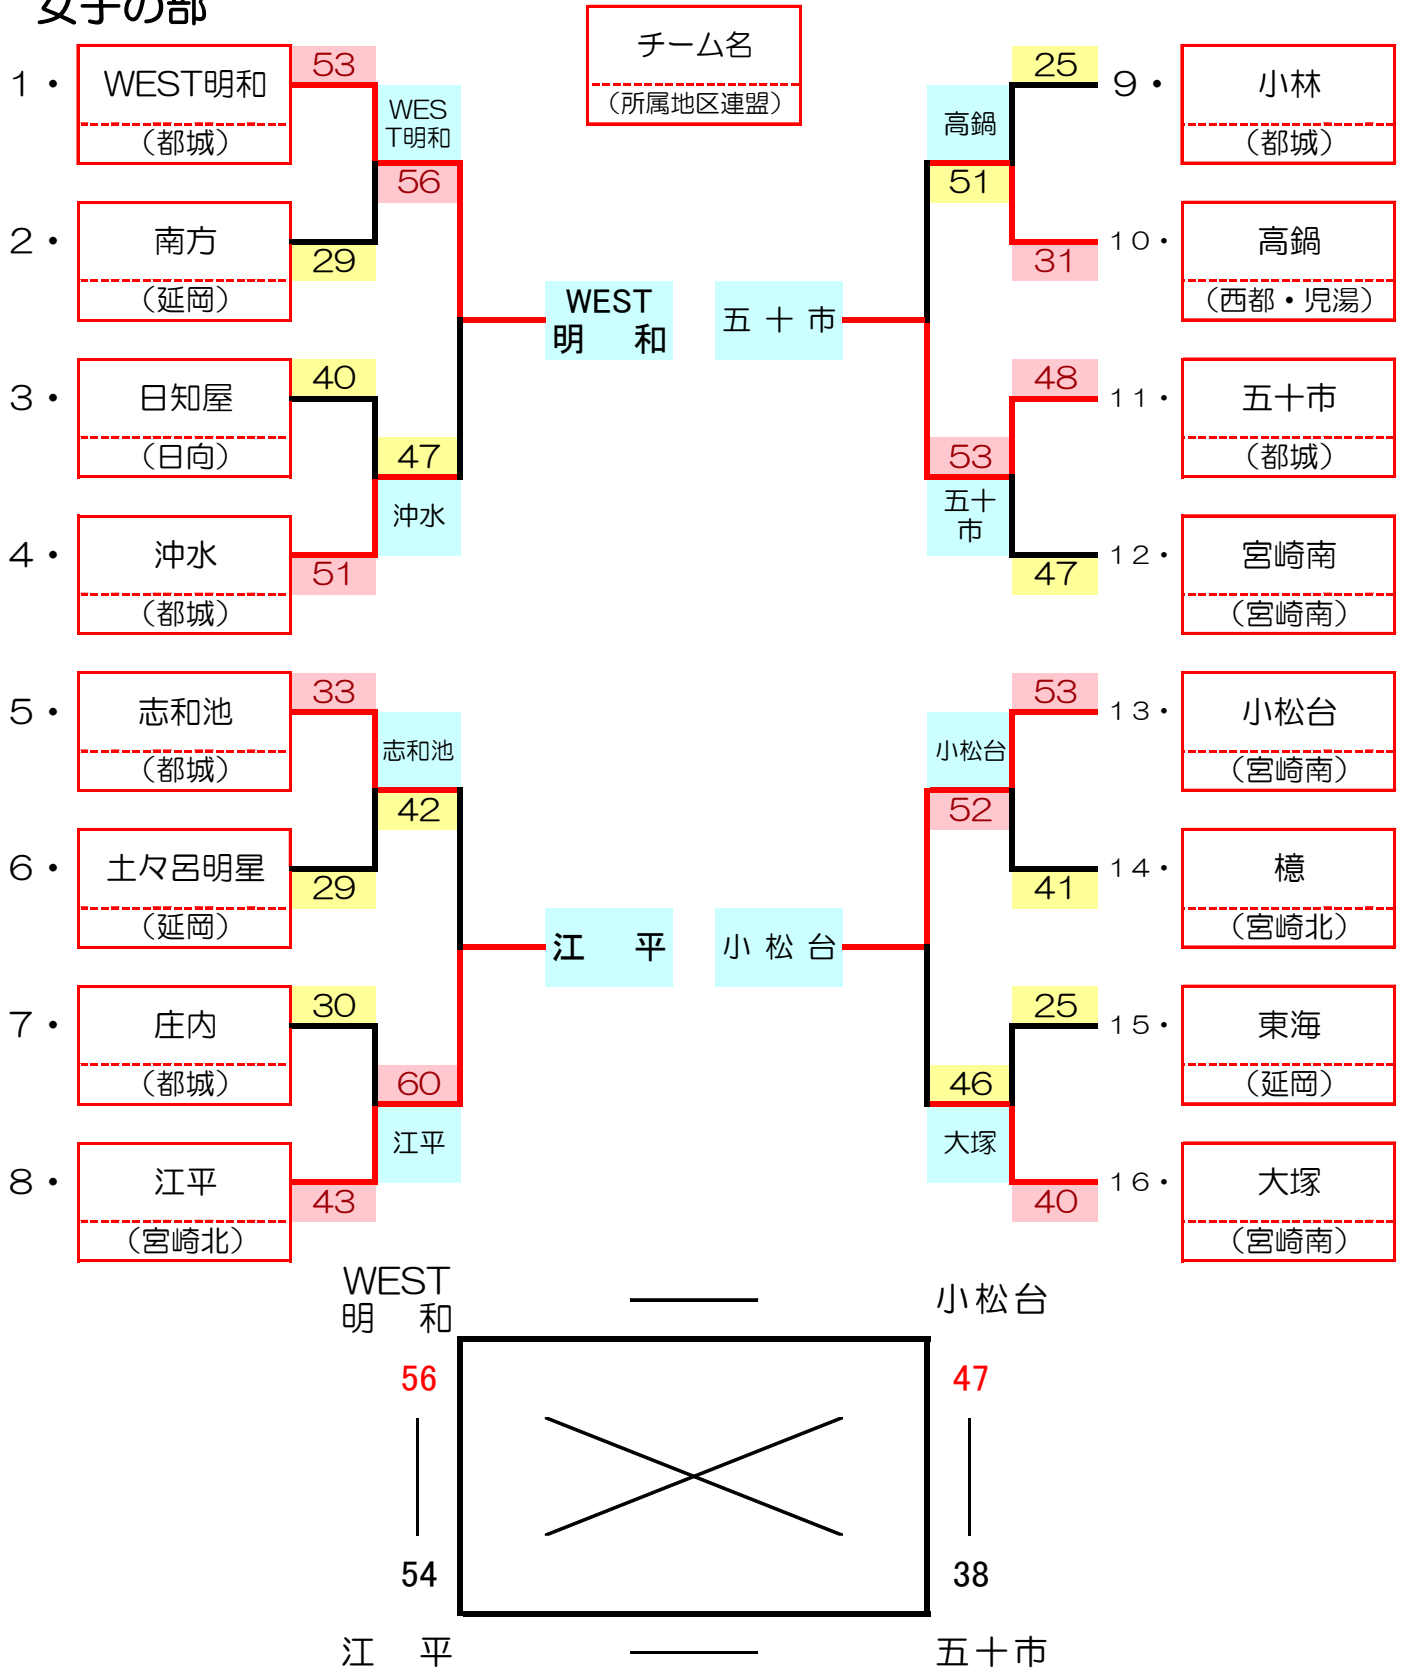 女子の部
チーム名
(所属地区連盟)
1・
WEST明和
(都城)
53
WES
T明和
56
2・
南方
(延岡)
29
WEST
明 和
3・
日知屋
(日向)
40
47
沖水
4・
沖水
(都城)
51
5・
志和池
(都城)
33
志和池
42
6・
土々呂明星
(延岡)
29
江 平
7・
庄内
(都城)
30
60
江平
8・
江平
(宮崎北)
43
25
9・
小林
(都城)
高鍋
51
31
10・
高鍋
(西都・児湯)
五十市
48
11・
五十市
(都城)
53
五十
市
47
12・
宮崎南
(宮崎南)
53
13・
小松台
(宮崎南)
小松台
52
41
14・
檍
(宮崎北)
小松台
25
15・
東海
(延岡)
46
大塚
40
16・
大塚
(宮崎南)
WEST
明 和
小松台
56
47
54
38
江 平
五十市